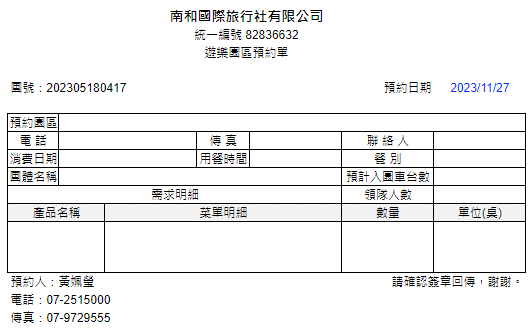 南和國際旅行社有限公司
統一編號 82836632
遊樂園區預約單
團號：202305180417 預約日期 2023/11/27
預約園區
電 話 傳 真 聯 絡 人
消費日期 用餐時間 餐 別
團體名稱 預計入園車台數
需求明細 領隊人數
產品名稱 菜單明細 數量 單位(桌)
預約人：黃姵瑩 請確認簽章回傳，謝謝。
電話：07-2515000
傳真：07-9729555